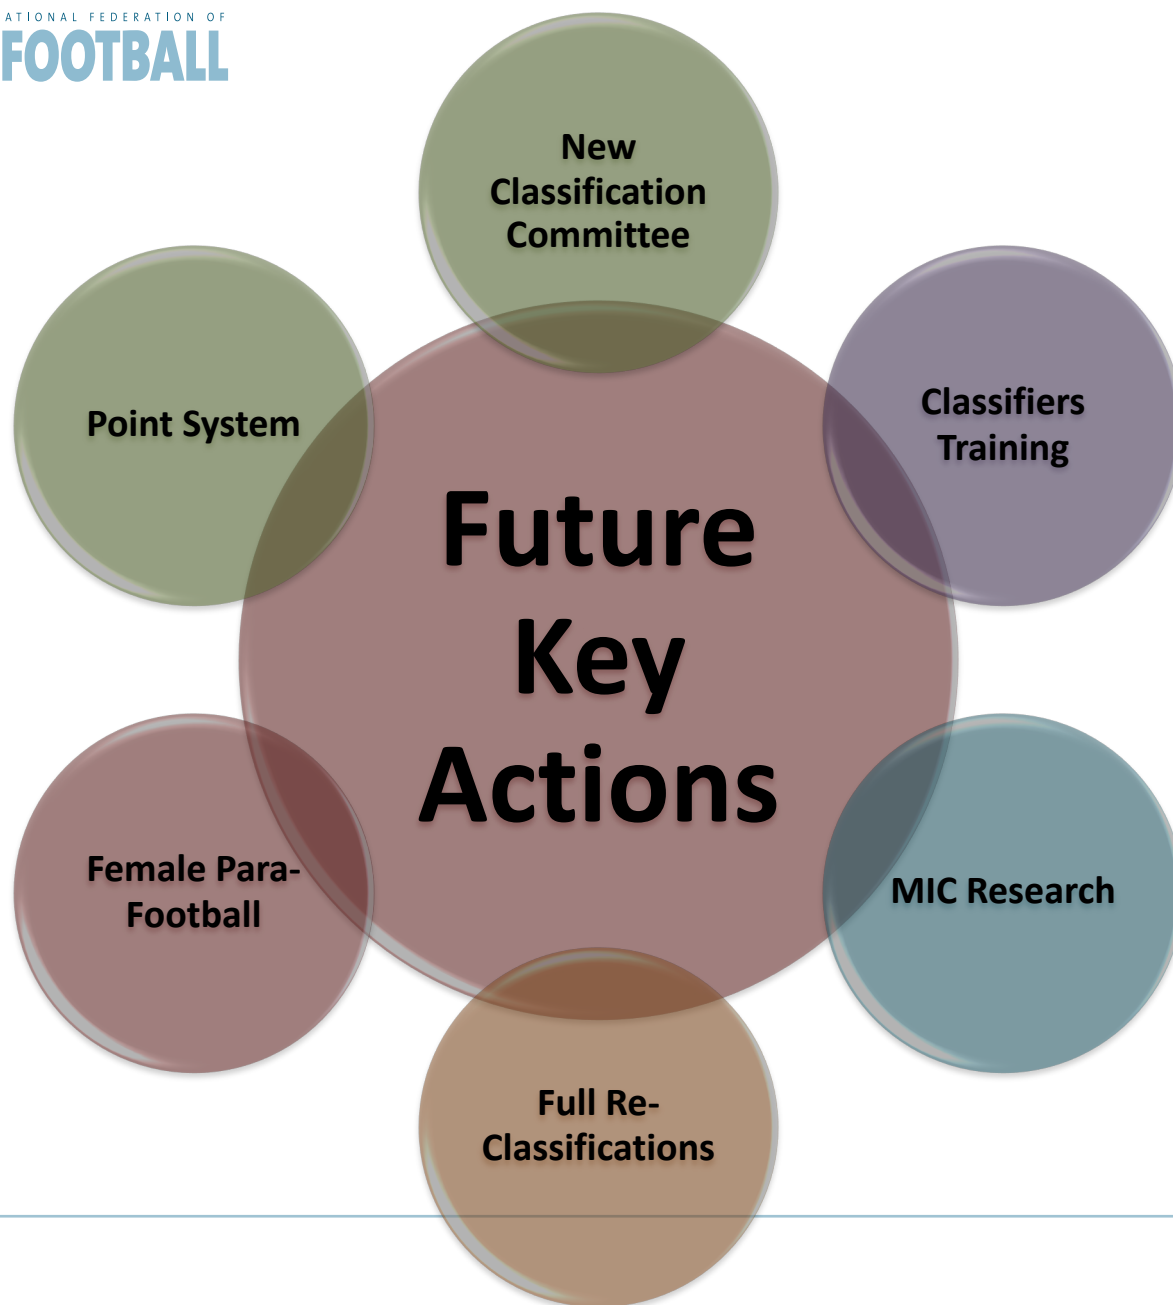 ATIONAL FEDERATION OF
FOOTBALL
New
Classification
Committee
Classifiers
Training
MIC Research
Full Re-
Classifications
Female Para-
Football
Point System
Future
Key
Actions